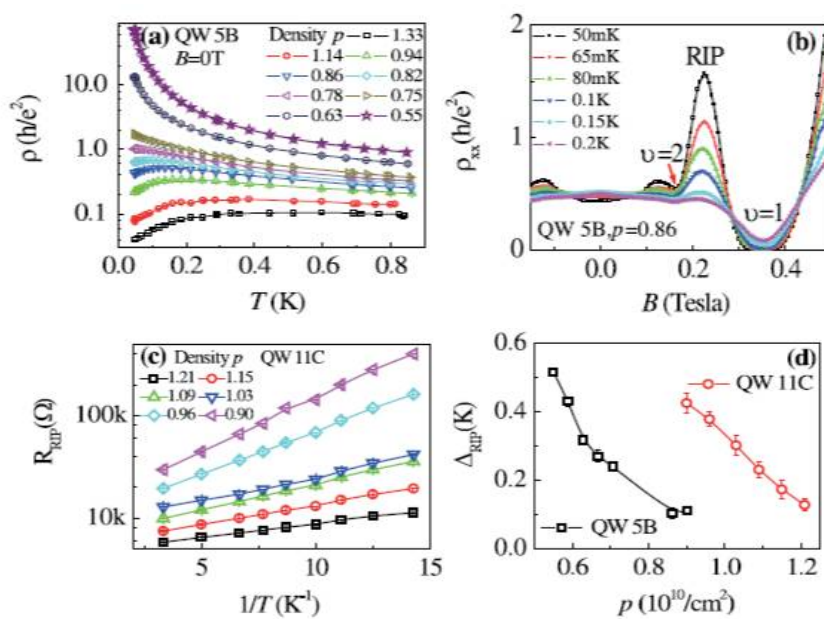 (a) QW 5B Density p 1.33
B=0T 1.14 0.94
0.86 0.82
0.78 0.75
0.63 0.55
10.0
1.0
0.1
ρ (h/e²)
0.0 0.2 0.4 0.6 0.8
T (K)
(b)
50mK
65mK
80mK
0.1K
0.15K
0.2K
RIP
υ=2
υ=1
QW 5B,p=0.86
2
1
0
ρxx (h/e²)
0.0 0.2 0.4
B (Tesla)
(c) Density p QW 11C
1.21 1.15
1.09 1.03
0.96 0.90
100k
10k
R_RIP(Ω)
5 10 15
1/T (K⁻¹)
(d)
QW 11C
QW 5B
0.6
0.4
0.2
0.0
Δ_RIP(K)
0.6 0.8 1.0 1.2
p (10¹⁰/cm²)